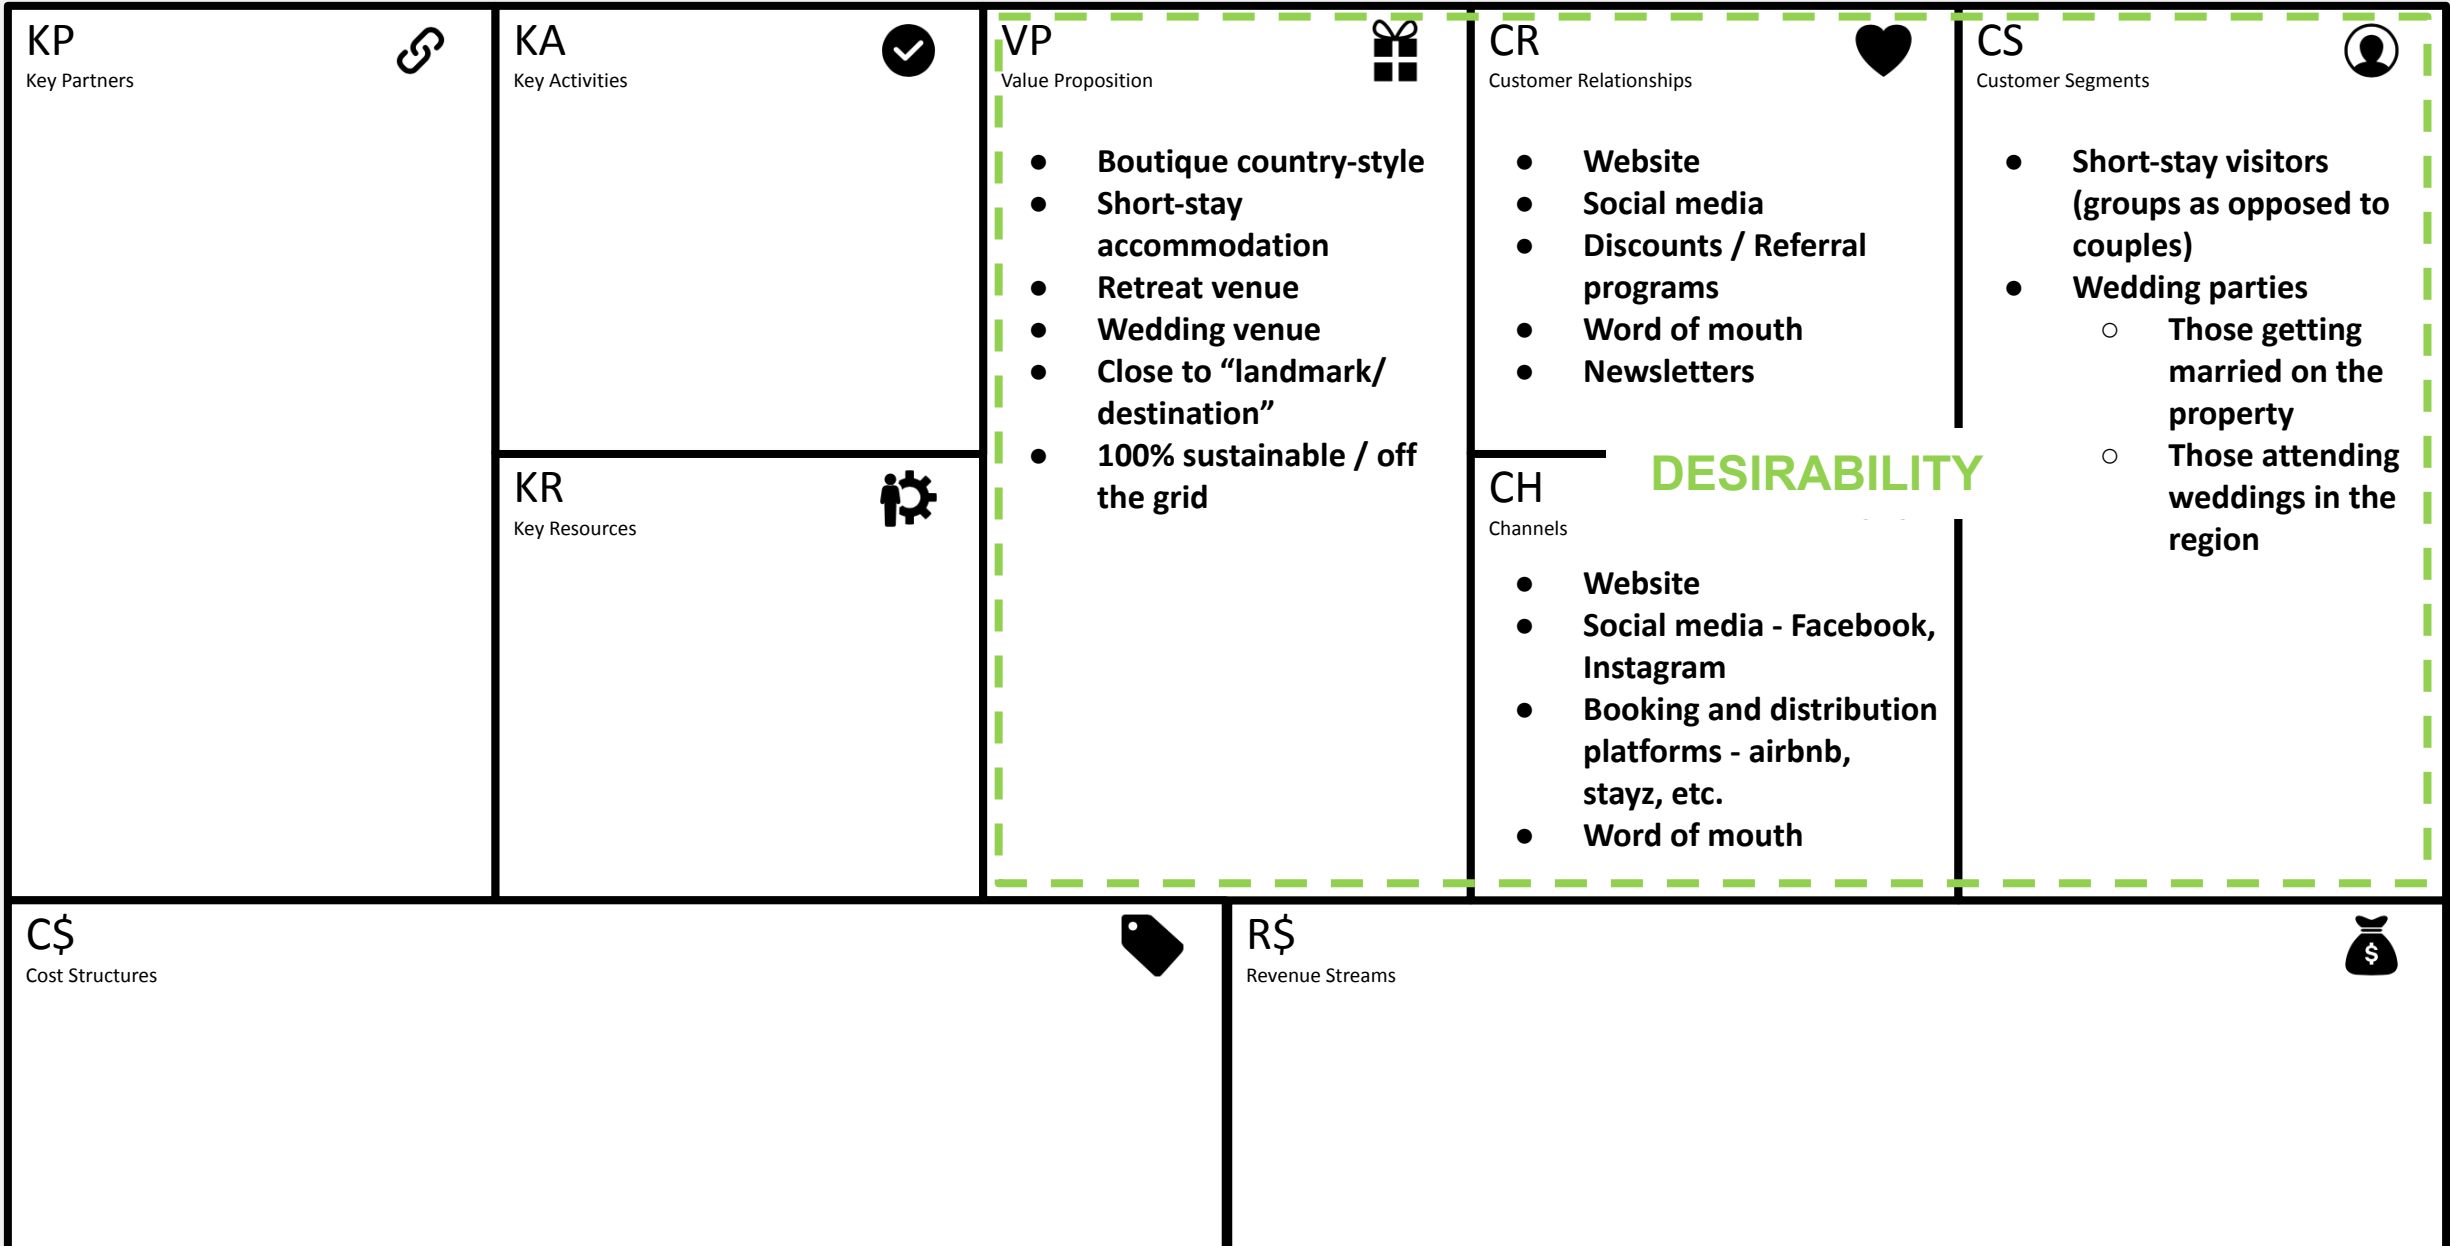 KP
Key Partners
KA
Key Activities
KR
Key Resources
VP
Value Proposition
● Boutique country-style
● Short-stay
accommodation
● Retreat venue
● Wedding venue
● Close to “landmark/
destination”
● 100% sustainable / off
the grid
CR
Customer Relationships
● Website
● Social media
● Discounts / Referral
programs
● Word of mouth
● Newsletters
DESIRABILITY
CH
Channels
● Website
● Social media - Facebook,
Instagram
● Booking and distribution
platforms - airbnb,
stayz, etc.
● Word of mouth
CS
Customer Segments
● Short-stay visitors
(groups as opposed to
couples)
● Wedding parties
○ Those getting
married on the
property
○ Those attending
weddings in the
region
C$
Cost Structures
R$
Revenue Streams
$